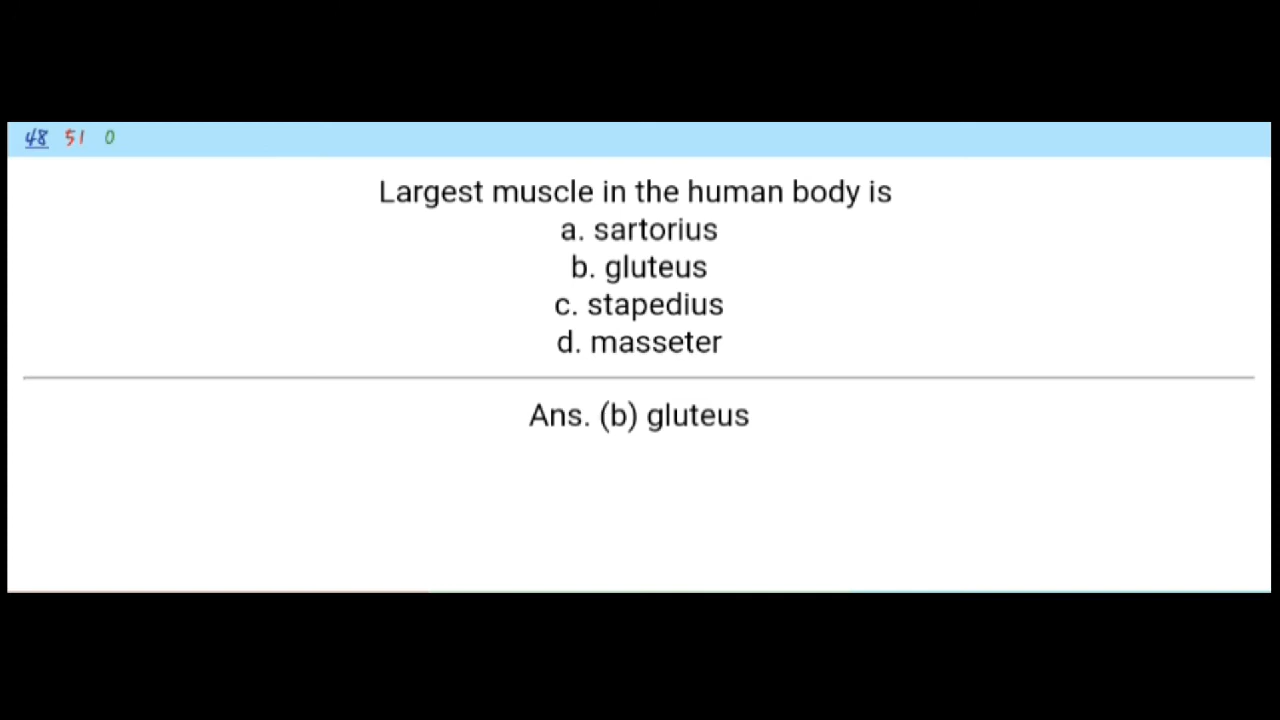 48 51 0
Largest muscle in the human body is
a. sartorius
b. gluteus
c. stapedius
d. masseter
Ans. (b) gluteus